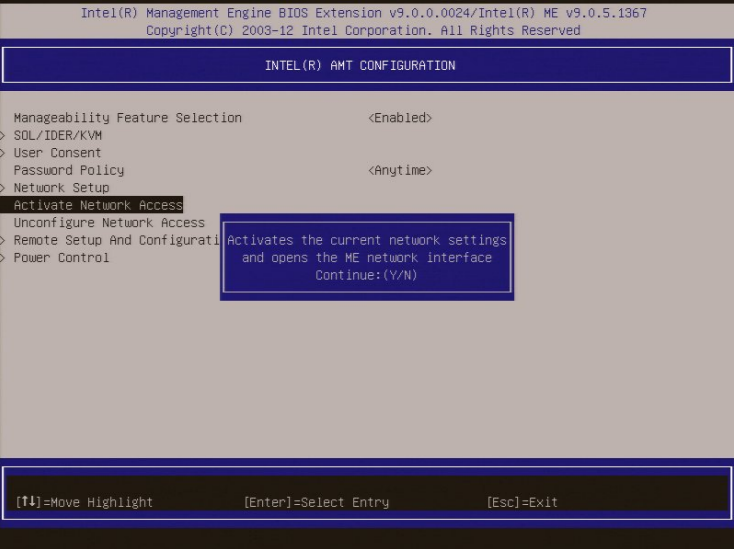 Intel(R) Management Engine BIOS Extension v9.0.0.0024/Intel(R) ME v9.0.5.1367
Copyright(C) 2003-12 Intel Corporation. All Rights Reserved
INTEL(R) AMT CONFIGURATION
Manageability Feature Selection <Enabled>
> SOL/IDER/KVM
> User Consent
Password Policy <Anytime>
> Network Setup
Activate Network Access
Unconfigure Network Access
> Remote Setup And Configurati
> Power Control
Activates the current network settings
and opens the ME network interface
Continue:(Y/N)
[↑↓]=Move Highlight [Enter]=Select Entry [Esc]=Exit